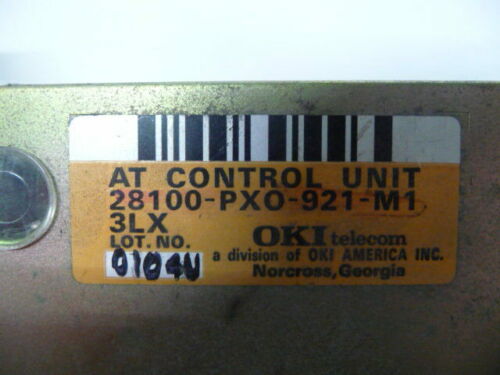 AT CONTROL UNIT
28100-PXO-921-M1
3LX
LOT. NO. OKI telecom
0104U a division of OKI AMERICA INC.
Norcross, Georgia